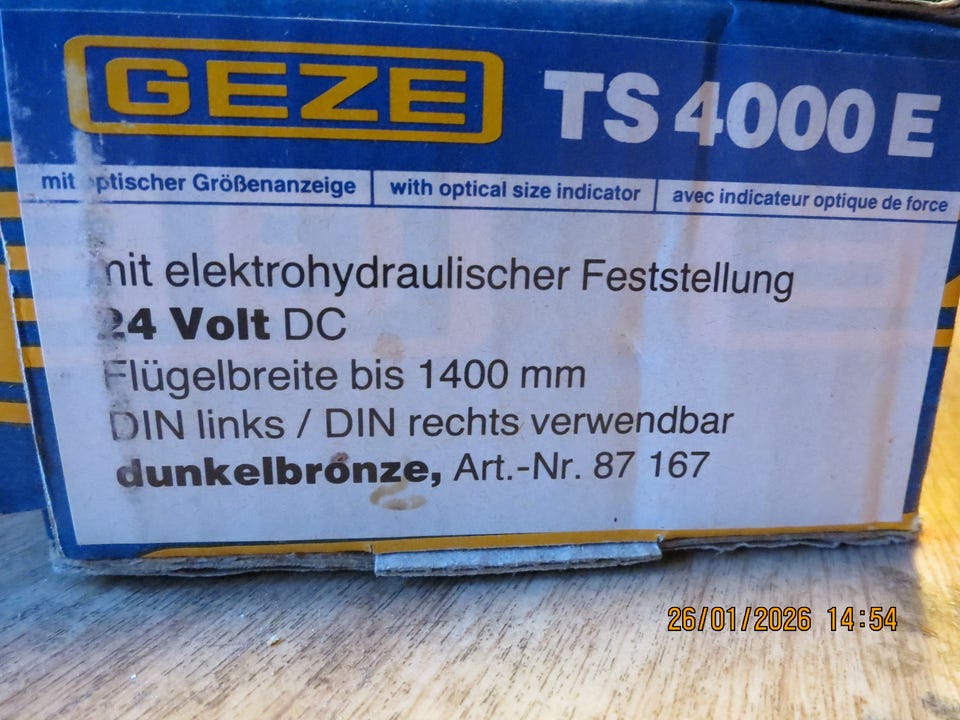 GEZE TS 4000 E
mit optischer Größenanzeige with optical size indicator avec indicateur optique de force
mit elektrohydraulischer Feststellung
24 Volt DC
Flügelbreite bis 1400 mm
DIN links / DIN rechts verwendbar
dunkelbronze, Art.-Nr. 87 167
26/01/2026 14:54